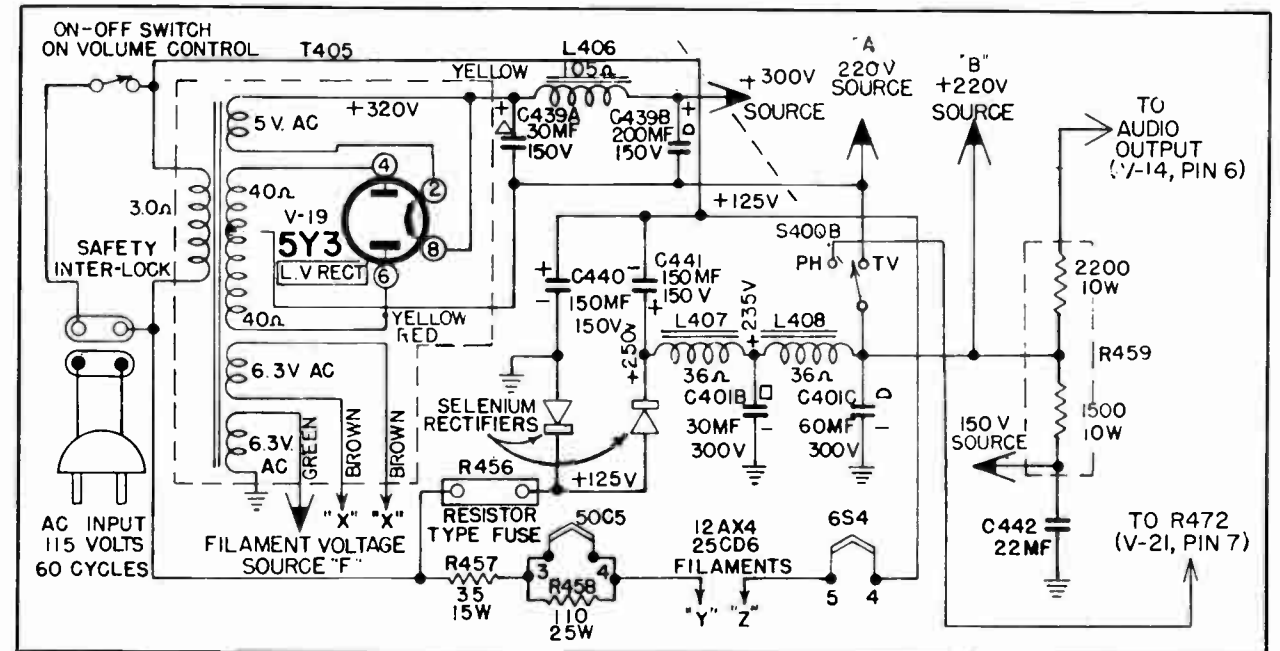 ON-OFF SWITCH
ON VOLUME CONTROL
T405
YELLOW
L406
105Ω
+320V
5 V. AC
C439A
30MF
150V
C439B
200MF
150V
+300V
SOURCE
"A"
220V
SOURCE
"B"
+220V
SOURCE
TO
AUDIO
OUTPUT
(V-14, PIN 6)
3.0Ω
SAFETY
INTER-LOCK
40Ω
40Ω
4
2
8
6
V-19
5Y3
L.V RECT
YELLOW
RED
+125V
S400B
PH
TV
C440
150MF
150V
C441
150MF
150V
+250V
L407
36Ω
+235V
L408
36Ω
C401B
30MF
300V
C401C
60MF
300V
2200
10W
R459
1500
10W
150V
SOURCE
C442
22MF
6.3V AC
6.3V.
AC
GREEN
BROWN
BROWN
"X" "X"
FILAMENT VOLTAGE
SOURCE "F"
AC INPUT
115 VOLTS
60 CYCLES
SELENIUM
RECTIFIERS
R456
RESISTOR
TYPE FUSE
+125V
50C5
3
4
R457
35
15W
R458
110
25W
12AX4
25CD6
FILAMENTS
"Y" "Z"
6S4
5 4
TO R472
(V-21, PIN 7)